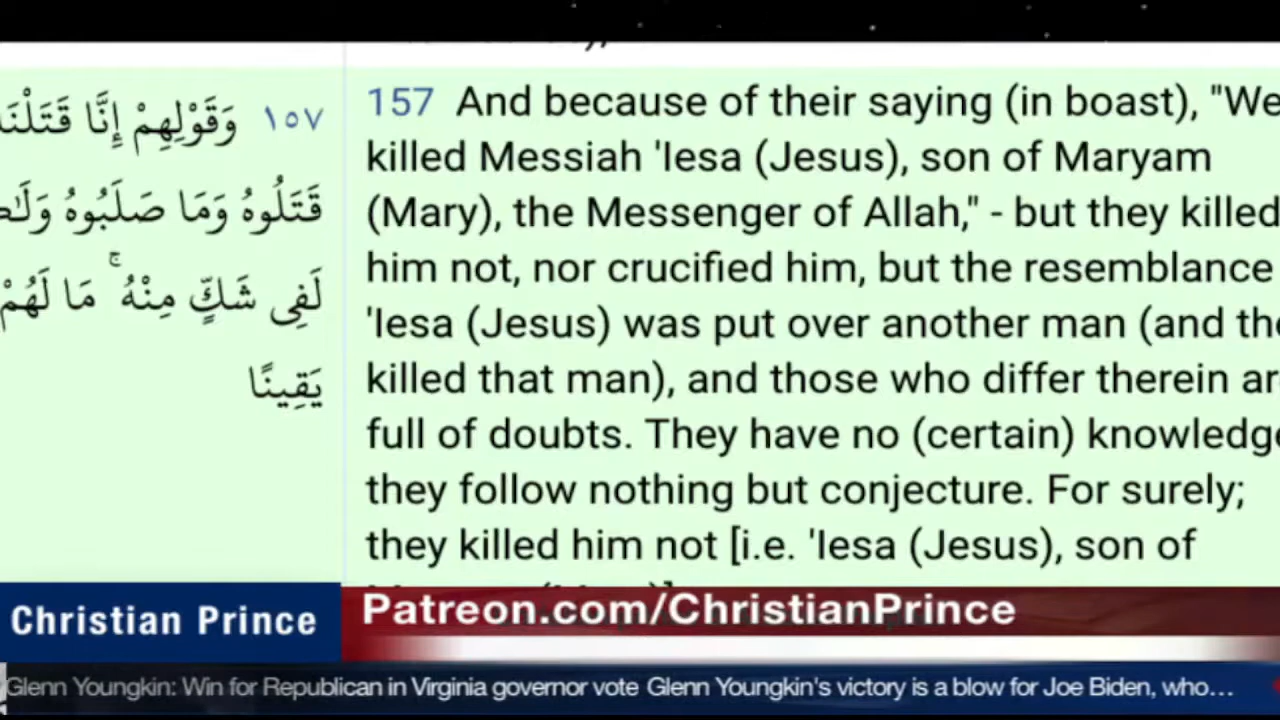 ١٥٧ وَقَوْلِهِمْ إِنَّا قَتَلْنَا
قَتَلُوهُ وَمَا صَلَبُوهُ
لَفِى شَكٍّ مِنْهُ ۚ مَا لَهُمْ
يَقِينًا
157 And because of their saying (in boast), "We
killed Messiah 'Iesa (Jesus), son of Maryam
(Mary), the Messenger of Allah," - but they killed
him not, nor crucified him, but the resemblance
'Iesa (Jesus) was put over another man (and the
killed that man), and those who differ therein ar
full of doubts. They have no (certain) knowledge
they follow nothing but conjecture. For surely;
they killed him not [i.e. 'Iesa (Jesus), son of
Christian Prince
Patreon.com/ChristianPrince
Glenn Youngkin: Win for Republican in Virginia governor vote Glenn Youngkin's victory is a blow for Joe Biden, who...